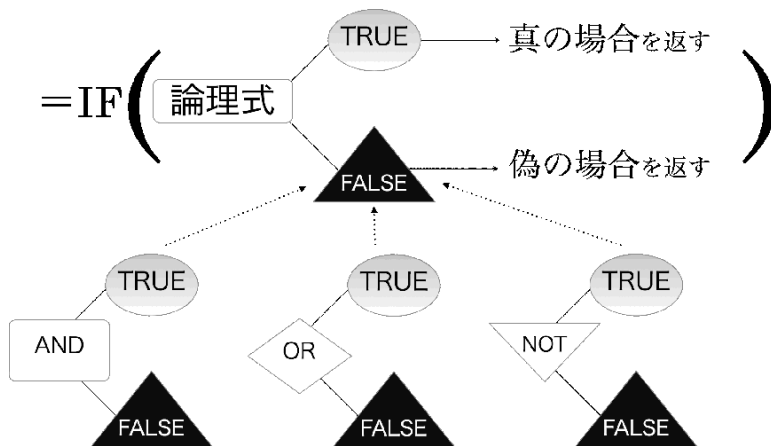 TRUE
真の場合を返す
=IF(
論理式
)
偽の場合を返す
FALSE
TRUE
TRUE
TRUE
AND
OR
NOT
FALSE
FALSE
FALSE